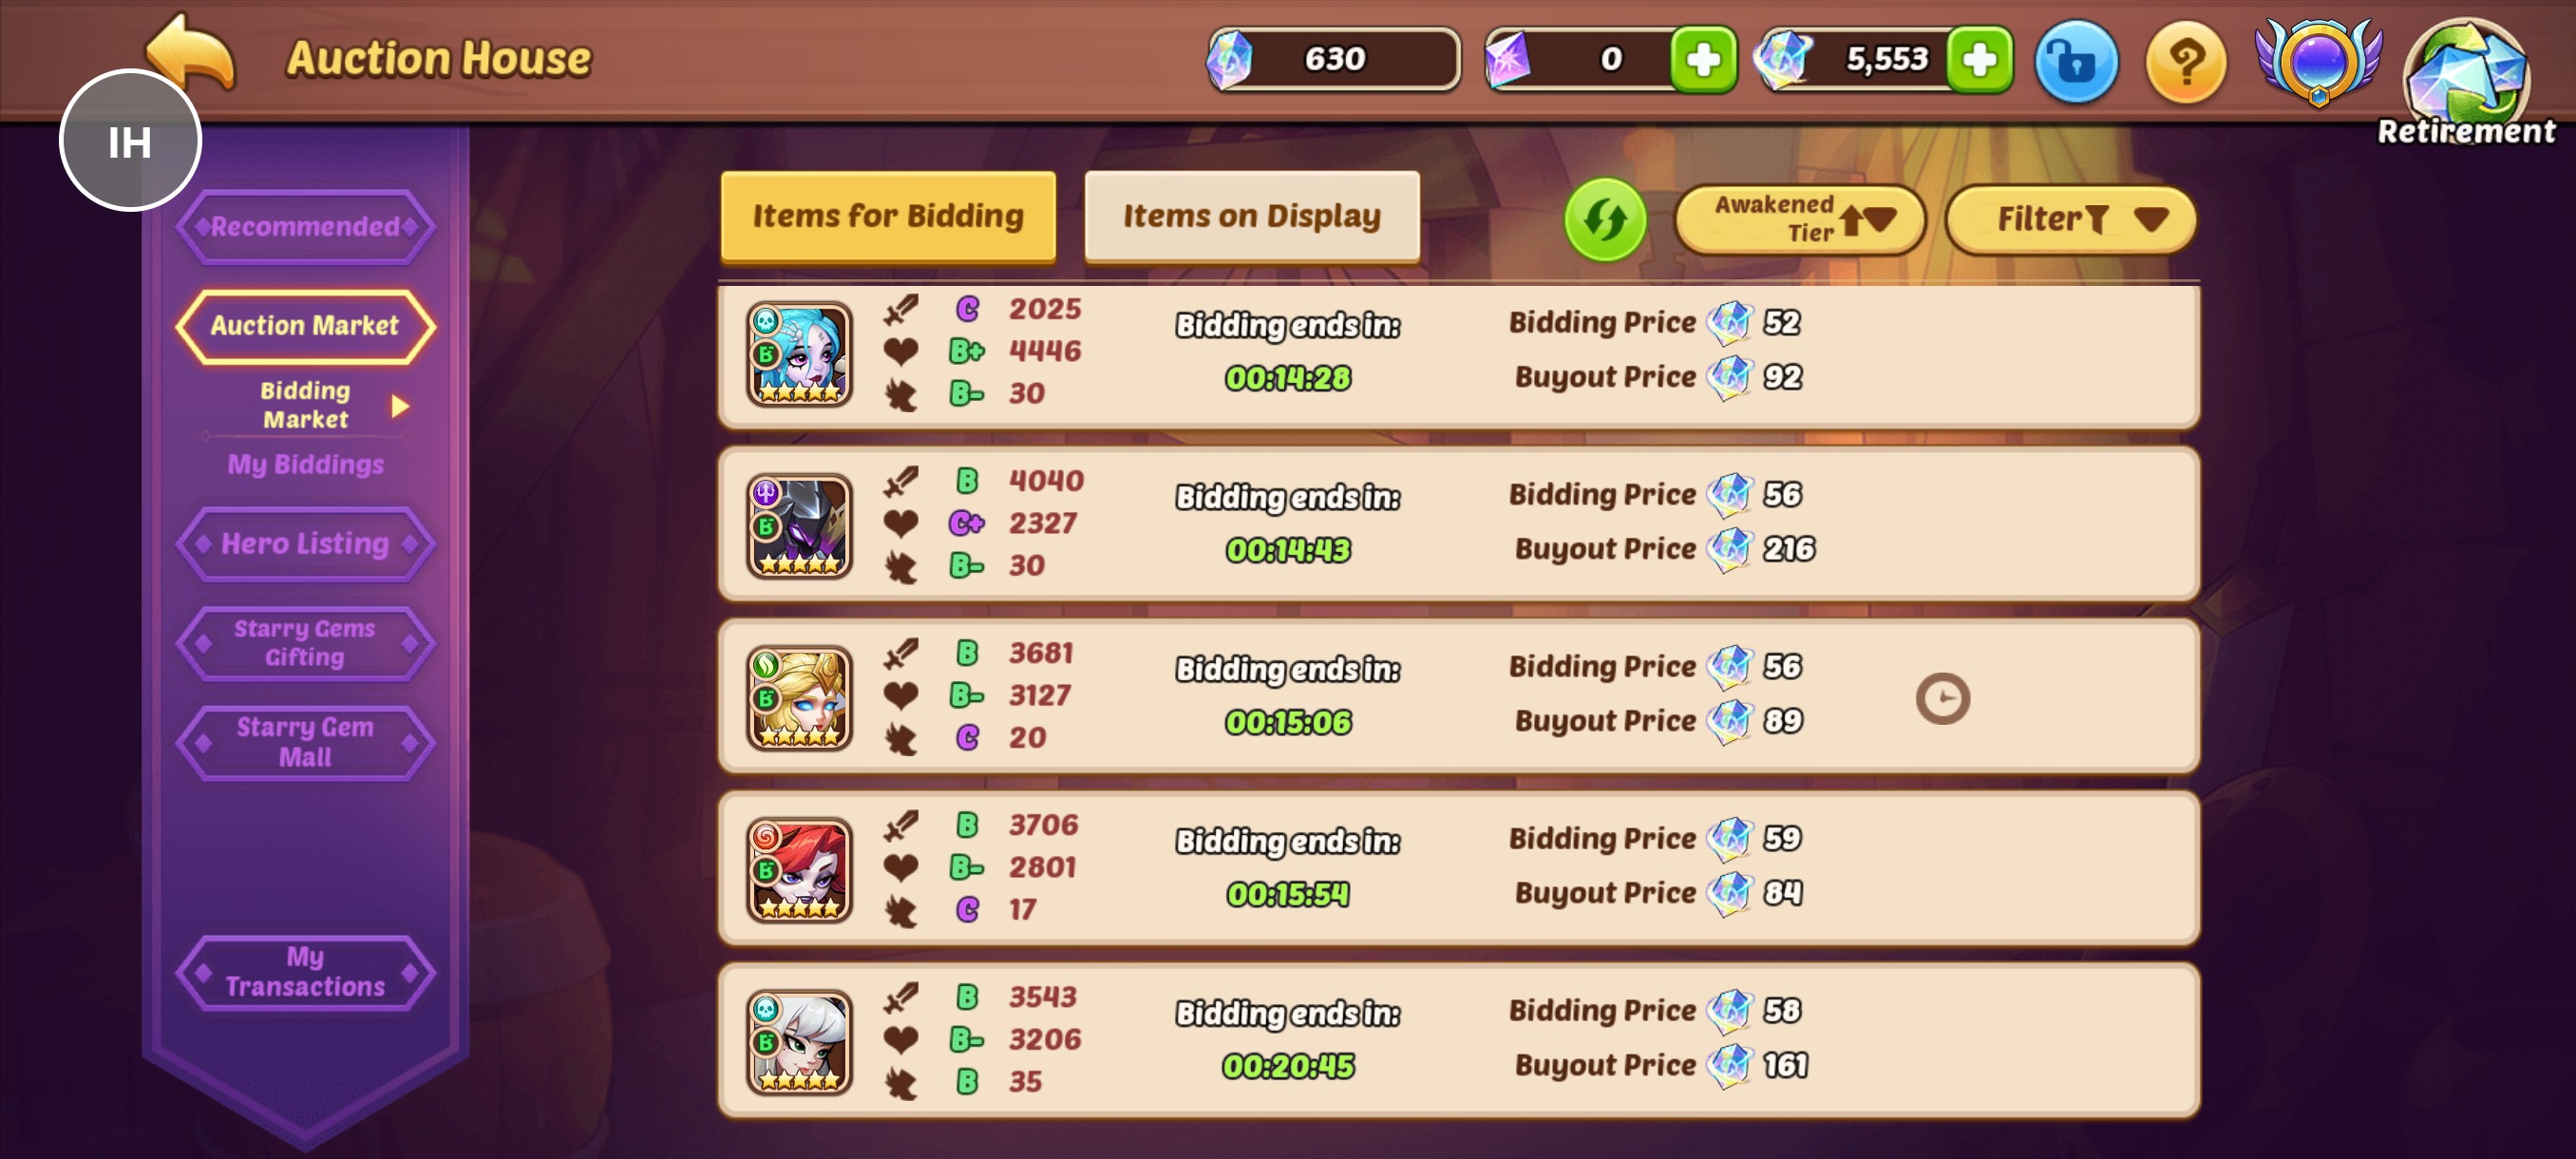 Auction House
630
0
5,553
Retirement
IH
Recommended
Auction Market
Bidding
Market
My Biddings
Hero Listing
Starry Gems
Gifting
Starry Gem
Mall
My
Transactions
Items for Bidding
Items on Display
Awakened
Tier
Filter
B-
C 2025
B+ 4446
B- 30
Bidding ends in:
00:14:28
Bidding Price 52
Buyout Price 92
B-
B 4040
C+ 2327
B- 30
Bidding ends in:
00:14:43
Bidding Price 56
Buyout Price 216
B-
B 3681
B- 3127
C 20
Bidding ends in:
00:15:06
Bidding Price 56
Buyout Price 89
B-
B 3706
B- 2801
C 17
Bidding ends in:
00:15:54
Bidding Price 59
Buyout Price 84
B-
B 3543
B- 3206
B 35
Bidding ends in:
00:20:45
Bidding Price 58
Buyout Price 161